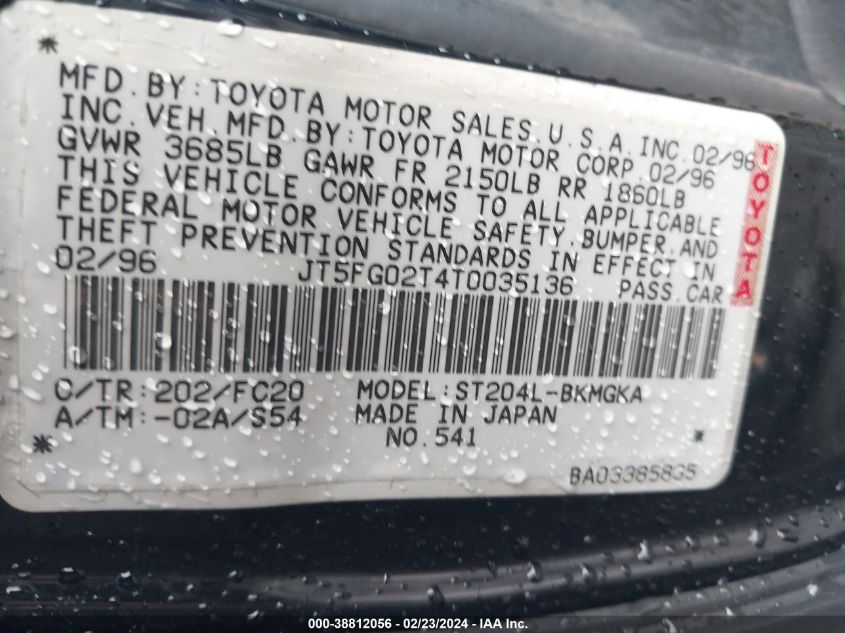 *
MFD.BY:TOYOTA MOTOR SALES.U.S.A.INC.02/96
INC.VEH.MFD.BY:TOYOTA MOTOR CORP.02/96
GVWR 3685LB GAWR FR 2150LB RR 1860LB
THIS VEHICLE CONFORMS TO ALL APPLICABLE
FEDERAL MOTOR VEHICLE SAFETY.BUMPER.AND
THEFT PREVENTION STANDARDS IN EFFECT IN
02/96 JT5FG02T4T0035136 PASS.CAR
TOYOTA
C/TR:202/FC20 MODEL:ST204L-BKMGKA
A/TM:-02A/S54 MADE IN JAPAN
* NO.541 *
BA03385835
000-38812056 - 02/23/2024 - IAAI.com